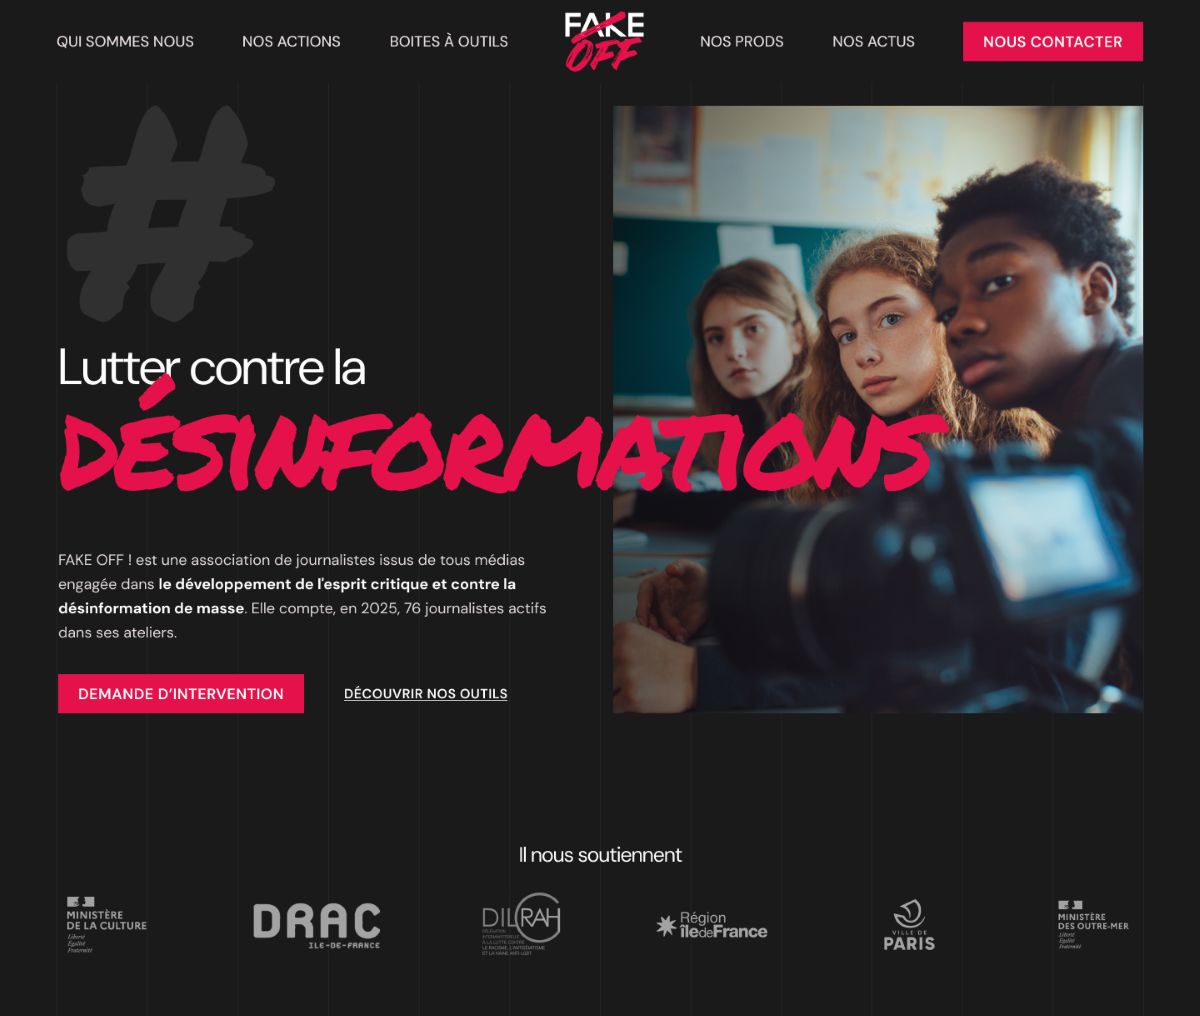 QUI SOMMES NOUS
NOS ACTIONS
BOITES À OUTILS
FAKE
OFF
NOS PRODS
NOS ACTUS
NOUS CONTACTER
#
Lutter contre la
DÉSINFORMATIONS
FAKE OFF ! est une association de journalistes issus de tous médias
engagée dans le développement de l'esprit critique et contre la
désinformation de masse. Elle compte, en 2025, 76 journalistes actifs
dans ses ateliers.
DEMANDE D'INTERVENTION
DÉCOUVRIR NOS OUTILS
Il nous soutiennent
MINISTÈRE
DE LA CULTURE
Liberté
Égalité
Fraternité
DRAC
ILE-DE-FRANCE
DILCRAH
DÉLÉGATION
INTERMINISTÉRIELLE
À LA LUTTE CONTRE
LE RACISME, L'ANTISÉMITISME
ET LA HAINE ANTI-LGBT
Région
îledeFrance
VILLE DE
PARIS
MINISTÈRE
DES OUTRE-MER
Liberté
Égalité
Fraternité